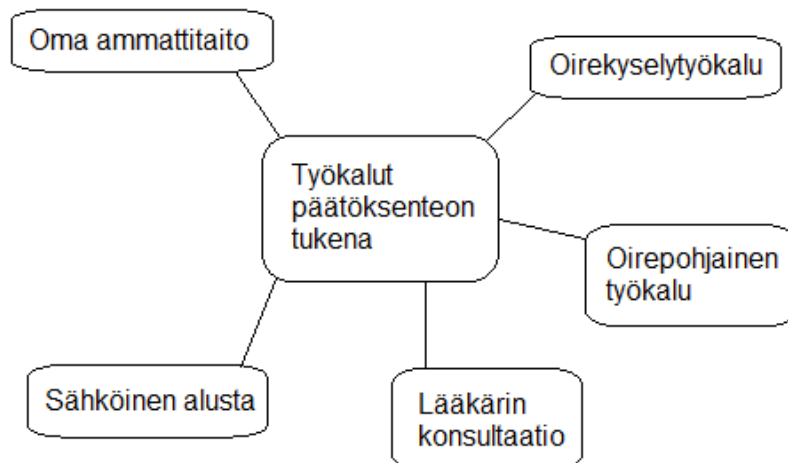 Oma ammattitaito
Oirekyselytyökalu
Työkalut
päätöksenteon
tukena
Oirepohjainen
työkalu
Sähköinen alusta
Lääkärin
konsultaatio